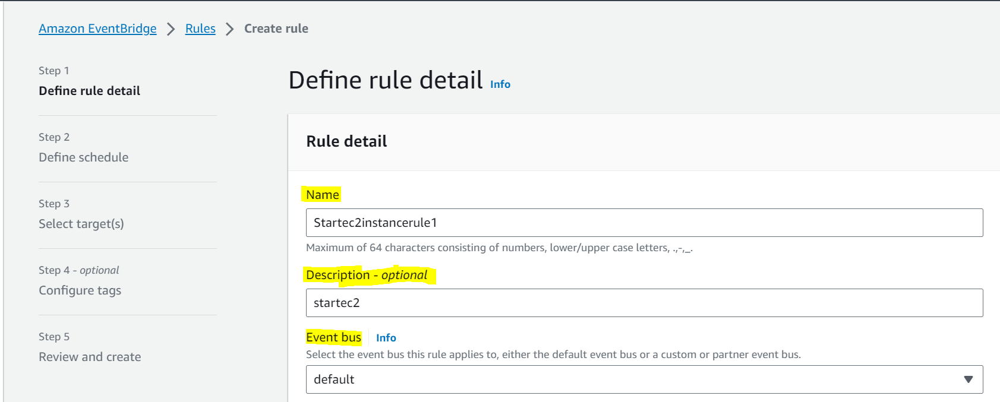 Amazon EventBridge > Rules > Create rule
Step 1
Define rule detail
Step 2
Define schedule
Step 3
Select target(s)
Step 4 - optional
Configure tags
Step 5
Review and create
Define rule detail Info
Rule detail
Name
Startec2instancerule1
Maximum of 64 characters consisting of numbers, lower/upper case letters, .,-,_.
Description - optional
startec2
Event bus Info
Select the event bus this rule applies to, either the default event bus or a custom or partner event bus.
default